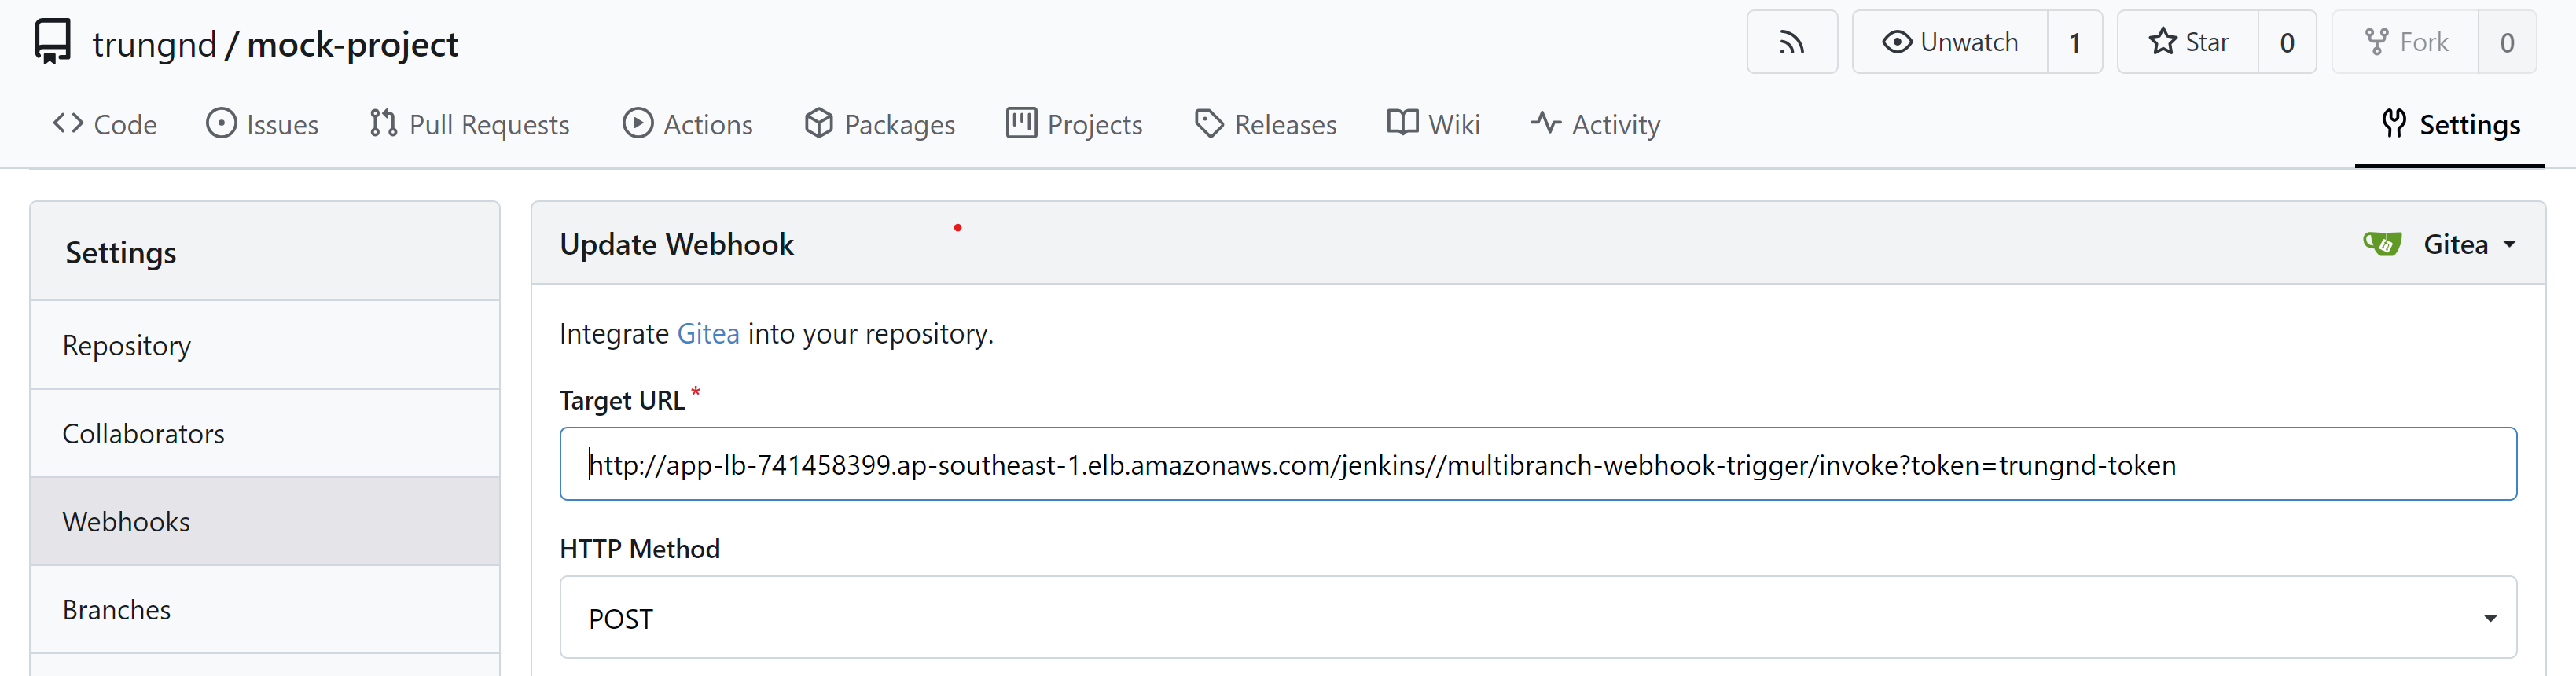 trungnd / mock-project
Unwatch 1 Star 0 Fork 0
Code Issues Pull Requests Actions Packages Projects Releases Wiki Activity Settings
Settings
Repository
Collaborators
Webhooks
Branches
Update Webhook
Gitea
Integrate Gitea into your repository.
Target URL *
http://app-lb-741458399.ap-southeast-1.elb.amazonaws.com/jenkins//multibranch-webhook-trigger/invoke?token=trungnd-token
HTTP Method
POST